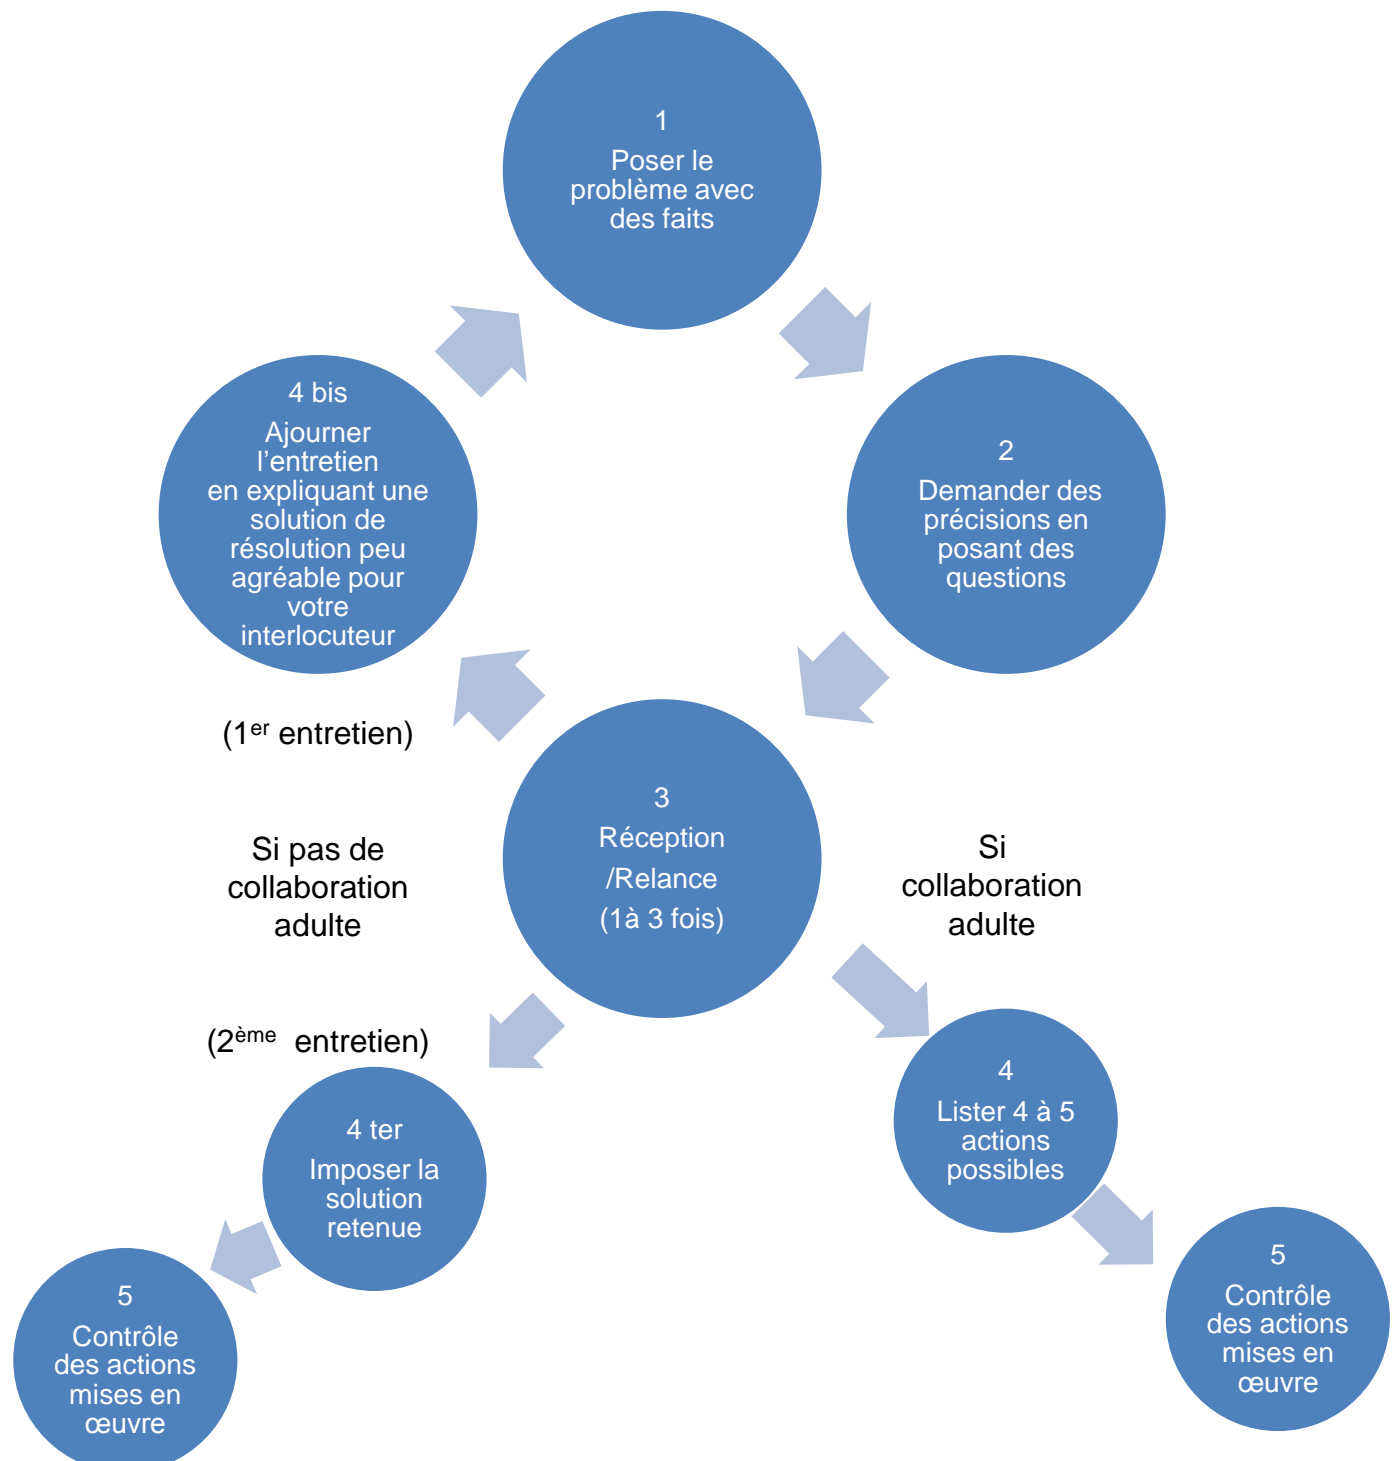 1
Poser le
problème avec
des faits
4 bis
Ajourner
l’entretien
en expliquant une
solution de
résolution peu
agréable pour
votre
interlocuteur
2
Demander des
précisions en
posant des
questions
(1er entretien)
3
Réception
/Relance
(1à 3 fois)
Si pas de
collaboration
adulte
Si
collaboration
adulte
(2ème entretien)
4
Lister 4 à 5
actions
possibles
4 ter
Imposer la
solution
retenue
5
Contrôle
des actions
mises en
œuvre
5
Contrôle
des actions
mises en
œuvre